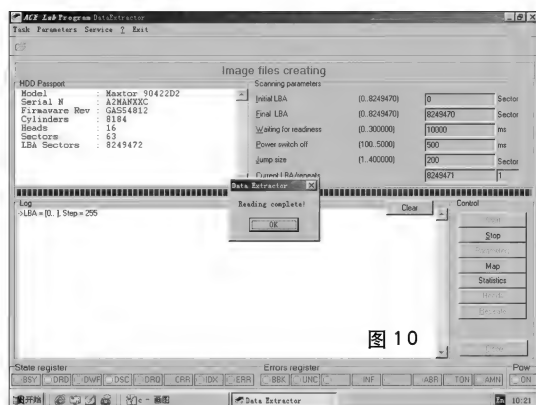 ACE Lab Program DataExtractor
Task Parameters Service ? Exit
Image files creating
HDD Passport
Model : Maxtor 90422D2
Serial N : A2MANXXC
Firmaware Rev : GAS54812
Cylinders : 8184
Heads : 16
Sectors : 63
LBA Sectors : 8249472
Scanning parameters
Initial LBA (0..8249470) 0 Sector
Final LBA (0..8249470) 8249470 Sector
Waiting for readiness (0..300000) 10000 ms
Power switch off (100..5000) 500 ms
Jump size (1..400000) 200 Sector
Current LBA/repeats 8249471 1
Data Extractor
Reading complete!
OK
Log
Clear
->LBA = [0.. ], Step = 255
Control
Stop
Map
Statistics
图 10
State register
Errors register
Pow
BSY DRD DWF DSC DRQ CRR IDX ERR BBK UNC INF ABR TON AMN ON
开始
c - 截图
Data Extractor
En 10:21